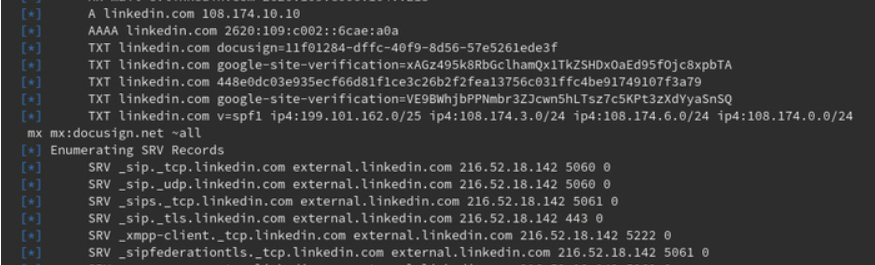 [*] A linkedin.com 108.174.10.10
[*] AAAA linkedin.com 2620:109:c002::6cae:a0a
[*] TXT linkedin.com docusign=11f01284-dffc-40f9-8d56-57e5261ede3f
[*] TXT linkedin.com google-site-verification=xAGz495k8RbGclhamQx1TkZSHDxOaEd95fOjc8xpbTA
[*] TXT linkedin.com 448e0dc03e935ecf66d81f1ce3c26b2f2fea13756c031ffc4be91749107f3a79
[*] TXT linkedin.com google-site-verification=VE9BWhjbPPNmbr3ZJcwn5hLTsz7c5KPt3zXdYyaSnSQ
[*] TXT linkedin.com v=spf1 ip4:199.101.162.0/25 ip4:108.174.3.0/24 ip4:108.174.6.0/24 ip4:108.174.0.0/24
mx mx:docusign.net ~all
[*] Enumerating SRV Records
[*] SRV _sip._tcp.linkedin.com external.linkedin.com 216.52.18.142 5060 0
[*] SRV _sip._udp.linkedin.com external.linkedin.com 216.52.18.142 5060 0
[*] SRV _sips._tcp.linkedin.com external.linkedin.com 216.52.18.142 5061 0
[*] SRV _sip._tls.linkedin.com external.linkedin.com 216.52.18.142 443 0
[*] SRV _xmpp-client._tcp.linkedin.com external.linkedin.com 216.52.18.142 5222 0
[*] SRV _sipfederationtls._tcp.linkedin.com external.linkedin.com 216.52.18.142 5061 0